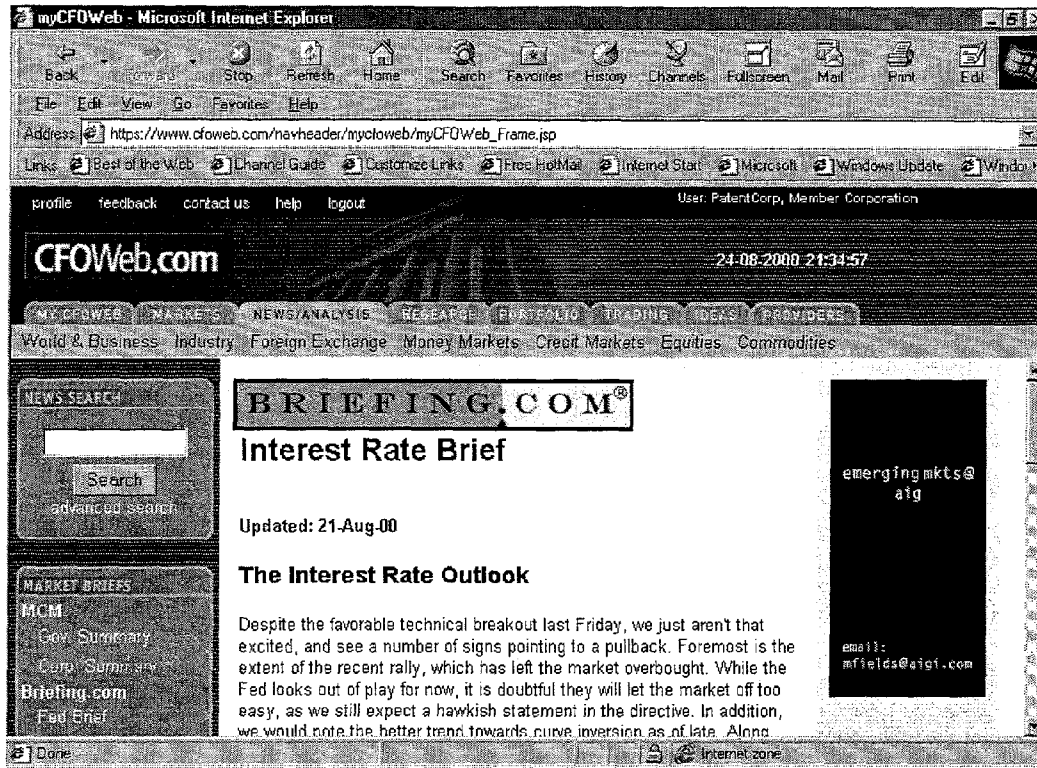 myCFOWeb - Microsoft Internet Explorer
Back Forward Stop Refresh Home Search Favorites History Channels Fullscreen Mail Print Edit
File Edit View Go Favorites Help
Address https://www.cfoweb.com/navheader/mycfoweb/myCFOWeb_Frame.jsp
Links Best of the Web Channel Guide Customize Links Free HotMail Internet Start Microsoft Windows Update Window
profile feedback contact us help logout User: PatentCorp, Member Corporation
CFOWeb.com 24-08-2000 21:34:57
MY CFOWEB MARKETS NEWS/ANALYSIS RESEARCH PORTFOLIO TRADING IDEAS PROVIDERS
World & Business Industry Foreign Exchange Money Markets Credit Markets Equities Commodities
NEWS SEARCH
Search
advanced search
MARKET BRIEFS
MCM
Gov. Summary
Corp. Summary
Briefing.com
Fed Brief
BRIEFING.COM®
Interest Rate Brief
Updated: 21-Aug-00
The Interest Rate Outlook
Despite the favorable technical breakout last Friday, we just aren't that
excited, and see a number of signs pointing to a pullback. Foremost is the
extent of the recent rally, which has left the market overbought. While the
Fed looks out of play for now, it is doubtful they will let the market off too
easy, as we still expect a hawkish statement in the directive. In addition,
we would note the better trend towards curve inversion as of late. Along
emerging mkts@
aig
email:
mfields@aigi.com
Done Internet zone